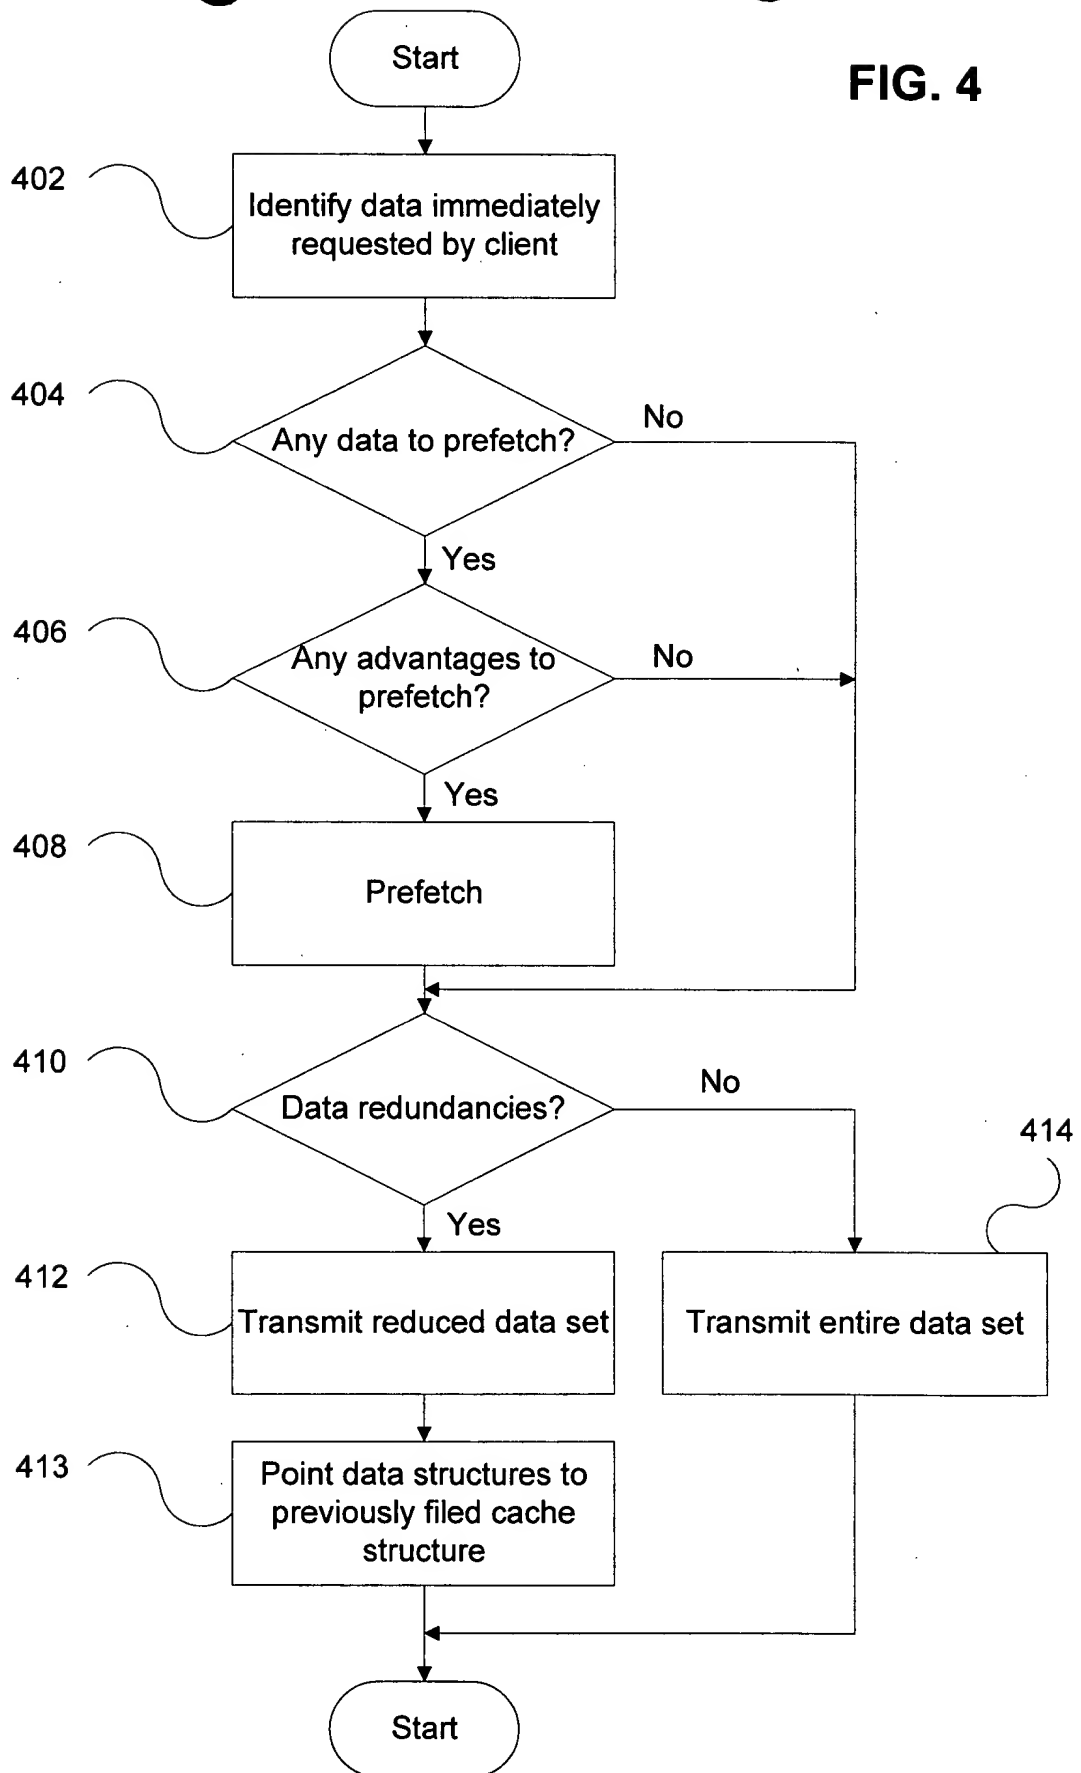 Start
FIG. 4
402
Identify data immediately
requested by client
404
Any data to prefetch?
No
Yes
406
Any advantages to
prefetch?
No
Yes
408
Prefetch
410
Data redundancies?
No
414
Yes
412
Transmit reduced data set
Transmit entire data set
413
Point data structures to
previously filed cache
structure
Start